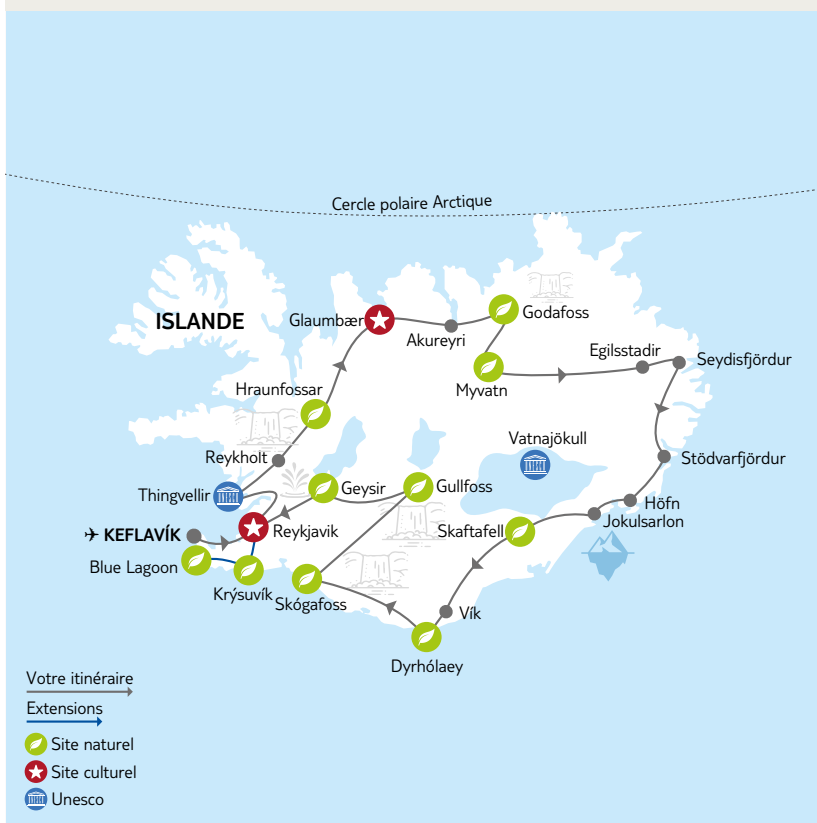 Cercle polaire Arctique
ISLANDE
Glaumbær
Godafoss
Akureyri
Egilsstadir
Seydisfjördur
Myvatn
Hraunfossar
Vatnajökull
Reykholt
Stödvarfjördur
Thingvellir
Geysir
Gullfoss
Höfn
Jokulsarlon
Skaftafell
✈ KEFLAVÍK
Reykjavik
Blue Lagoon
Krýsuvík
Skógafoss
Vík
Dyrhólaey
Votre itinéraire
Extensions
Site naturel
Site culturel
Unesco